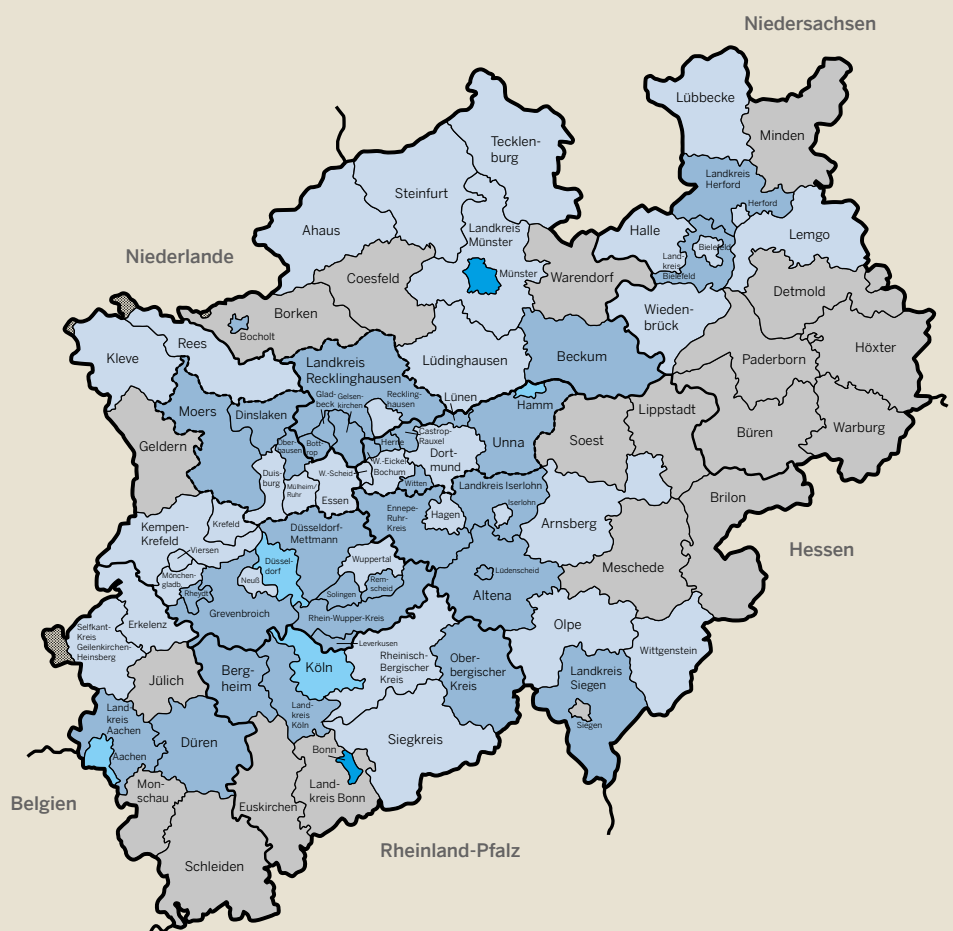 Niedersachsen
Lübbecke
Minden
Tecklen-
burg
Landkreis
Herford
Herford
Steinfurt
Ahaus
Landkreis
Münster
Halle
Lemgo
Bielefeld
Land-
kreis
Bielefeld
Niederlande
Coesfeld
Münster
Warendorf
Detmold
Borken
Bocholt
Wieden-
brück
Rees
Kleve
Höxter
Paderborn
Landkreis
Recklinghausen
Lüdinghausen
Beckum
Glad-
beck
Gelsen-
kirchen
Reckling-
hausen
Lünen
Hamm
Moers
Dinslaken
Lippstadt
Geldern
Ober-
hausen
Bott-
rop
Herne
Castrop-
Rauxel
Dort-
mund
Unna
Soest
Büren
Warburg
Duis-
burg
Mülheim/
Ruhr
W.-Scheid
Essen
W.-Eickel
Bochum
Witten
Landkreis Iserlohn
Iserlohn
Brilon
Kempen-
Krefeld
Krefeld
Düsseldorf-
Mettmann
Ennepe-
Ruhr-
Kreis
Hagen
Arnsberg
Hessen
Viersen
Mönchen-
gladb.
Rheydt
Neuß
Düssel-
dorf
Wuppertal
Rem-
scheid
Solingen
Lüdenscheid
Altena
Meschede
Grevenbroich
Rhein-Wupper-Kreis
Selfkant-
Kreis
Geilenkirchen-
Heinsberg
Erkelenz
Olpe
Wittgenstein
Leverkusen
Rheinisch-
Bergischer
Kreis
Ober-
bergischer
Kreis
Köln
Jülich
Berg-
heim
Landkreis
Siegen
Siegen
Land-
kreis
Aachen
Aachen
Düren
Land-
kreis
Köln
Siegkreis
Bonn
Land-
kreis Bonn
Mon-
schau
Euskirchen
Belgien
Schleiden
Rheinland-Pfalz